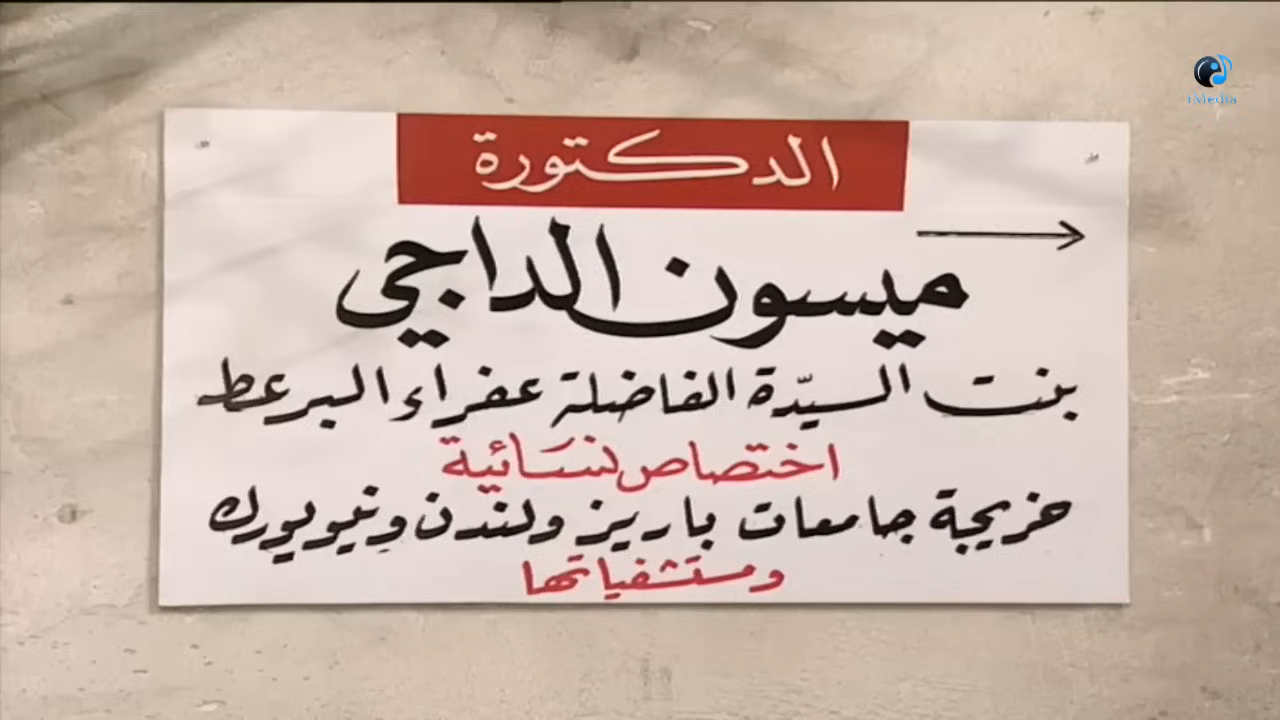 الدكتورة
ميسون الداجي
بنت السيّدة الفاضلة عفراء البرعط
اختصاص نسائية
خريجة جامعات باريز ولندن ونيويورك
ومستشفياتها